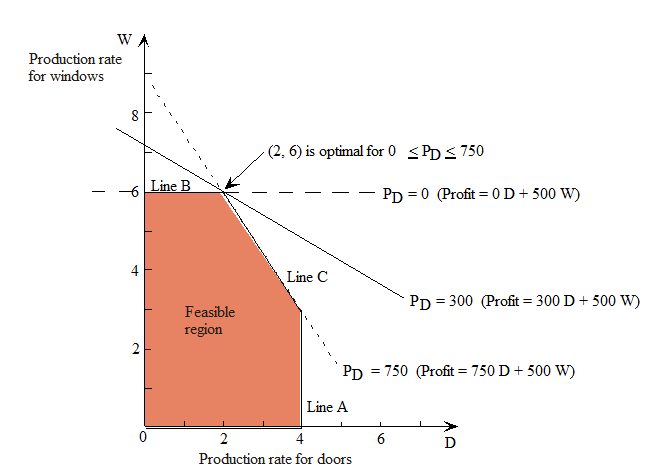 W
Production rate
for windows
8
(2, 6) is optimal for 0 ≤ PD ≤ 750
6
Line B
PD = 0 (Profit = 0 D + 500 W)
4
Line C
PD = 300 (Profit = 300 D + 500 W)
Feasible
region
2
PD = 750 (Profit = 750 D + 500 W)
Line A
0 2 4 6 D
Production rate for doors